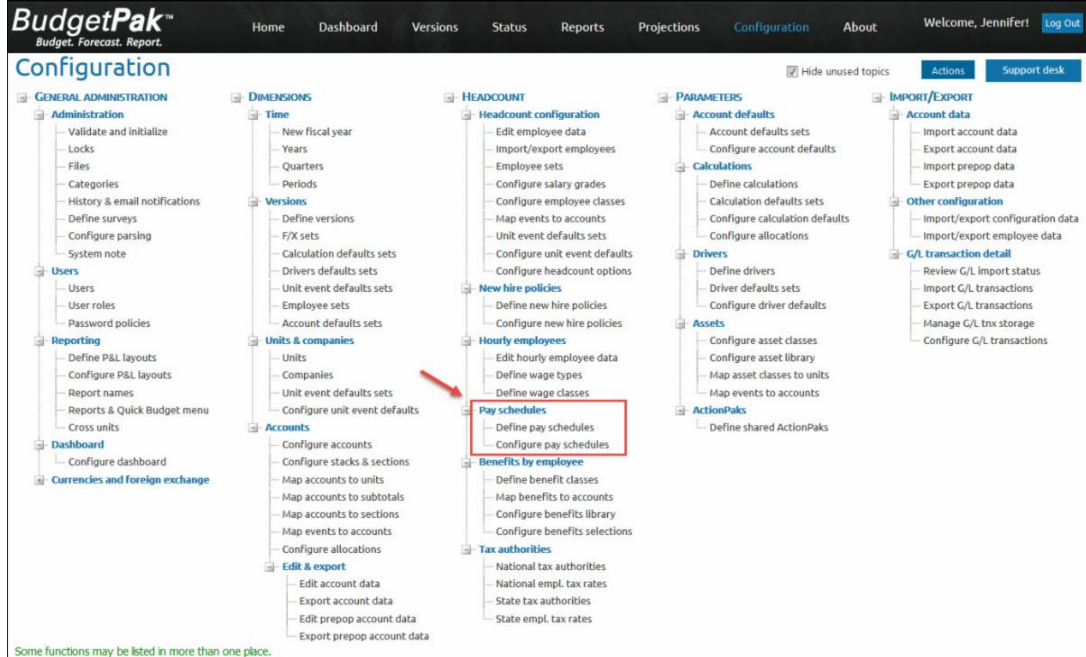 BudgetPak™
Budget. Forecast. Report.
Home Dashboard Versions Status Reports Projections Configuration About Welcome, Jennifer! Log Out
Configuration
Hide unused topics Actions Support desk
GENERAL ADMINISTRATION
Administration
Validate and initialize
Locks
Files
Categories
History & email notifications
Define surveys
Configure parsing
System note
Users
Users
User roles
Password policies
Reporting
Define P&L layouts
Configure P&L layouts
Report names
Reports & Quick Budget menu
Cross units
Dashboard
Configure dashboard
Currencies and foreign exchange
DIMENSIONS
Time
New fiscal year
Years
Quarters
Periods
Versions
Define versions
F/X sets
Calculation defaults sets
Drivers defaults sets
Unit event defaults sets
Employee sets
Account defaults sets
Units & companies
Units
Companies
Unit event defaults sets
Configure unit event defaults
Accounts
Configure accounts
Configure stacks & sections
Map accounts to units
Map accounts to subtotals
Map accounts to sections
Map events to accounts
Configure allocations
Edit & export
Edit account data
Export account data
Edit prepop account data
Export prepop account data
HEADCOUNT
Headcount configuration
Edit employee data
Import/export employees
Employee sets
Configure salary grades
Configure employee classes
Map events to accounts
Unit event defaults sets
Configure unit event defaults
Configure headcount options
New hire policies
Define new hire policies
Configure new hire policies
Hourly employees
Edit hourly employee data
Define wage types
Define wage classes
Pay schedules
Define pay schedules
Configure pay schedules
Benefits by employee
Define benefit classes
Map benefits to accounts
Configure benefits library
Configure benefits selections
Tax authorities
National tax authorities
National empl. tax rates
State tax authorities
State empl. tax rates
PARAMETERS
Account defaults
Account defaults sets
Configure account defaults
Calculations
Define calculations
Calculation defaults sets
Configure calculation defaults
Configure allocations
Drivers
Define drivers
Driver defaults sets
Configure driver defaults
Assets
Configure asset classes
Configure asset library
Map asset classes to units
Map events to accounts
ActionPaks
Define shared ActionPaks
IMPORT/EXPORT
Account data
Import account data
Export account data
Import prepop data
Export prepop data
Other configuration
Import/export configuration data
Import/export employee data
G/L transaction detail
Review G/L import status
Import G/L transactions
Export G/L transactions
Manage G/L tnx storage
Configure G/L transactions
Some functions may be listed in more than one place.